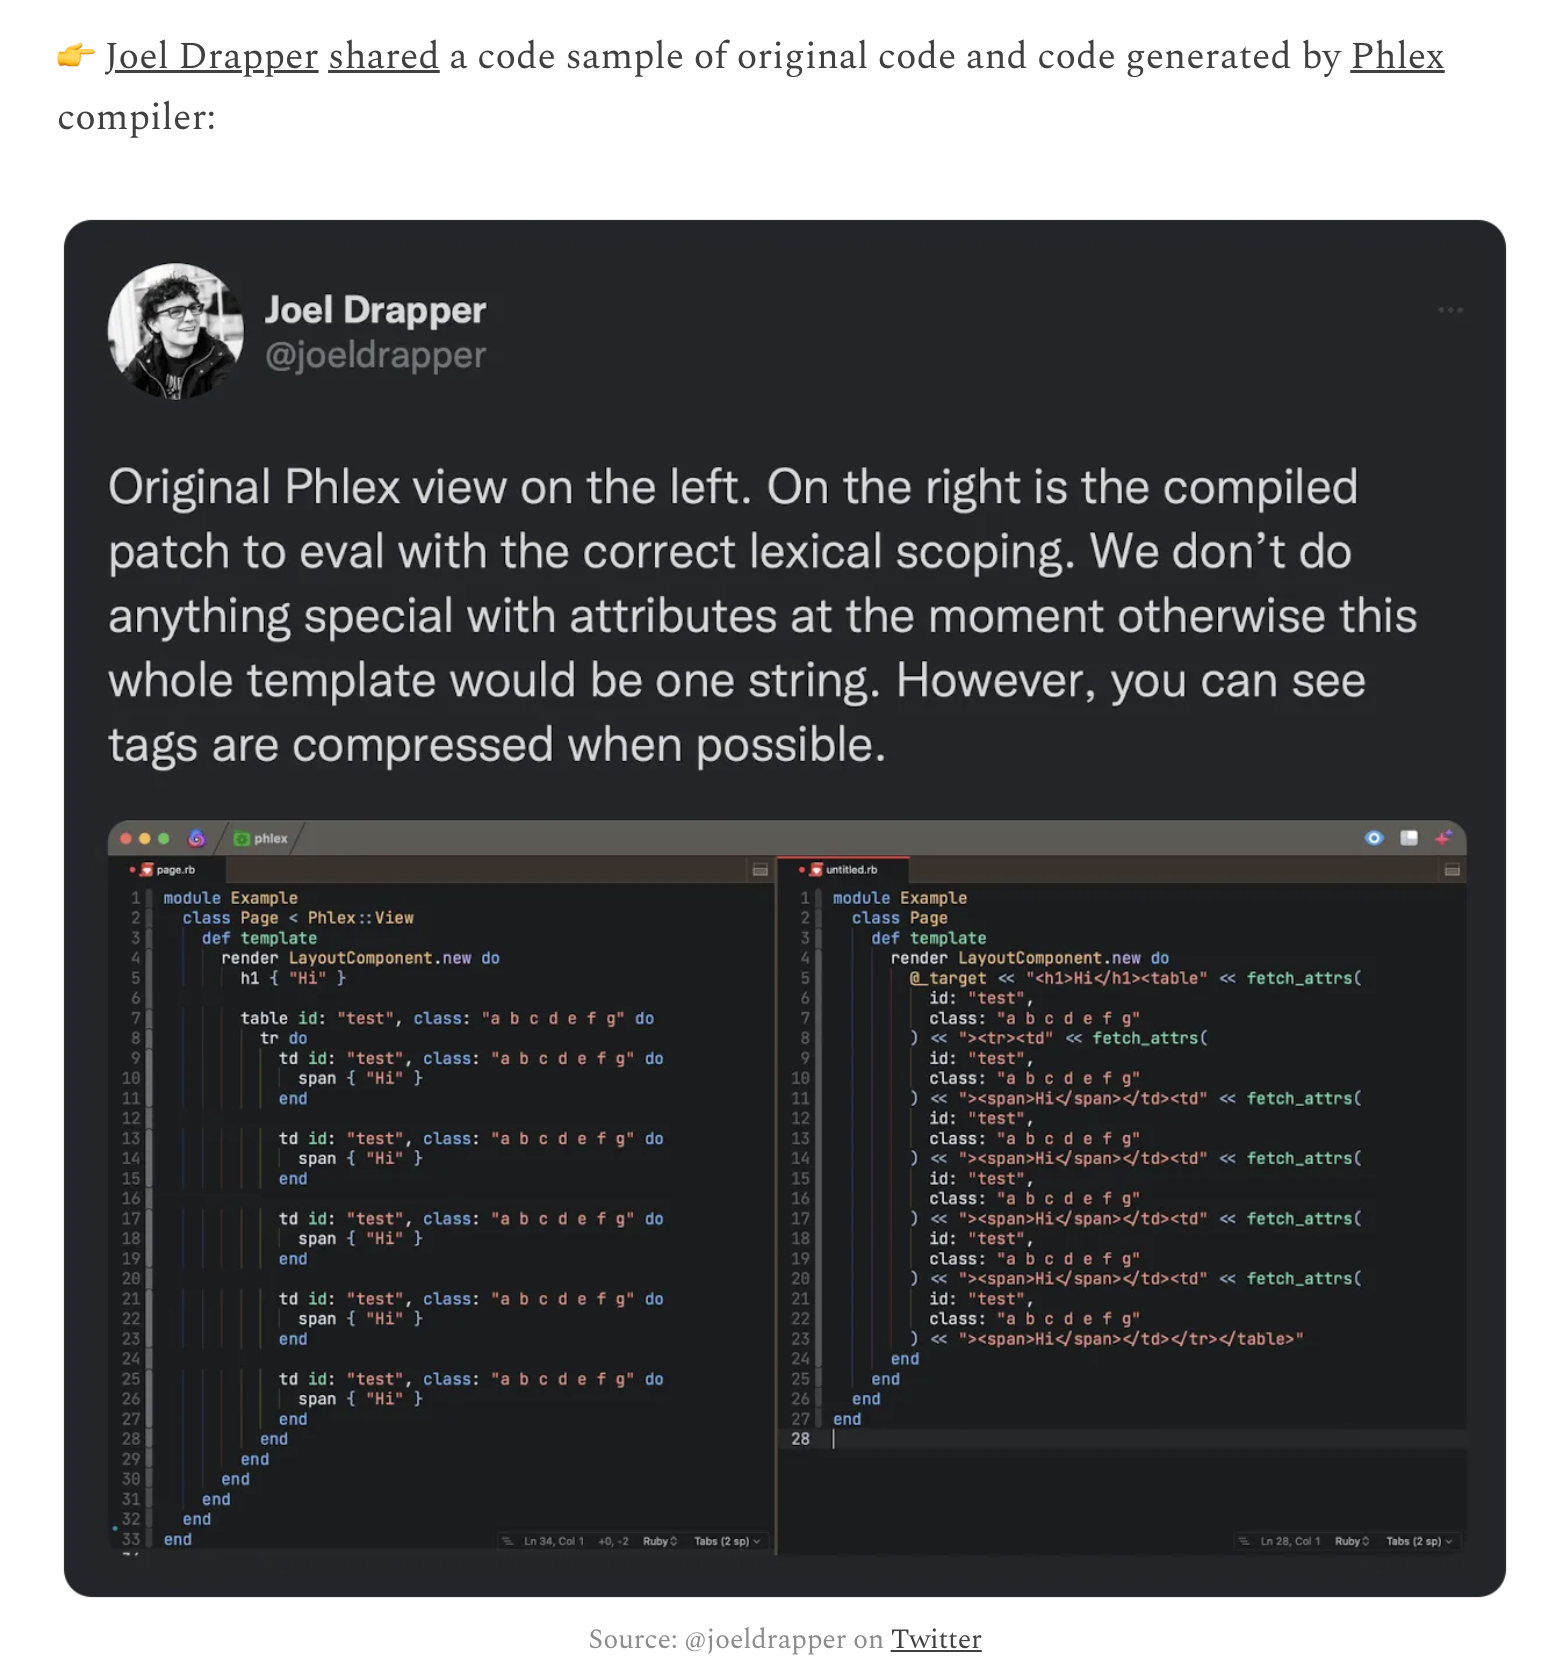 👉 Joel Drapper shared a code sample of original code and code generated by Phlex
compiler:
Joel Drapper
@joeldrapper
Original Phlex view on the left. On the right is the compiled
patch to eval with the correct lexical scoping. We don’t do
anything special with attributes at the moment otherwise this
whole template would be one string. However, you can see
tags are compressed when possible.
phlex
page.rb
1 module Example
2   class Page < Phlex::View
3     def template
4       render LayoutComponent.new do
5         h1 { "Hi" }
6
7         table id: "test", class: "a b c d e f g" do
8           tr do
9             td id: "test", class: "a b c d e f g" do
10               span { "Hi" }
11             end
12
13             td id: "test", class: "a b c d e f g" do
14               span { "Hi" }
15             end
16
17             td id: "test", class: "a b c d e f g" do
18               span { "Hi" }
19             end
20
21             td id: "test", class: "a b c d e f g" do
22               span { "Hi" }
23             end
24
25             td id: "test", class: "a b c d e f g" do
26               span { "Hi" }
27             end
28           end
29         end
30       end
31     end
32   end
33 end
Ln 34, Col 1 +0, -2 Ruby Tabs (2 sp)
untitled.rb
1 module Example
2   class Page
3     def template
4       render LayoutComponent.new do
5         @_target << "<h1>Hi</h1><table" << fetch_attrs(
6           id: "test",
7           class: "a b c d e f g"
8         ) << "><tr><td" << fetch_attrs(
9           id: "test",
10           class: "a b c d e f g"
11         ) << "><span>Hi</span></td><td" << fetch_attrs(
12           id: "test",
13           class: "a b c d e f g"
14         ) << "><span>Hi</span></td><td" << fetch_attrs(
15           id: "test",
16           class: "a b c d e f g"
17         ) << "><span>Hi</span></td><td" << fetch_attrs(
18           id: "test",
19           class: "a b c d e f g"
20         ) << "><span>Hi</span></td><td" << fetch_attrs(
21           id: "test",
22           class: "a b c d e f g"
23         ) << "><span>Hi</span></td></tr></table>"
24       end
25     end
26   end
27 end
28
Ln 28, Col 1 Ruby Tabs (2 sp)
Source: @joeldrapper on Twitter